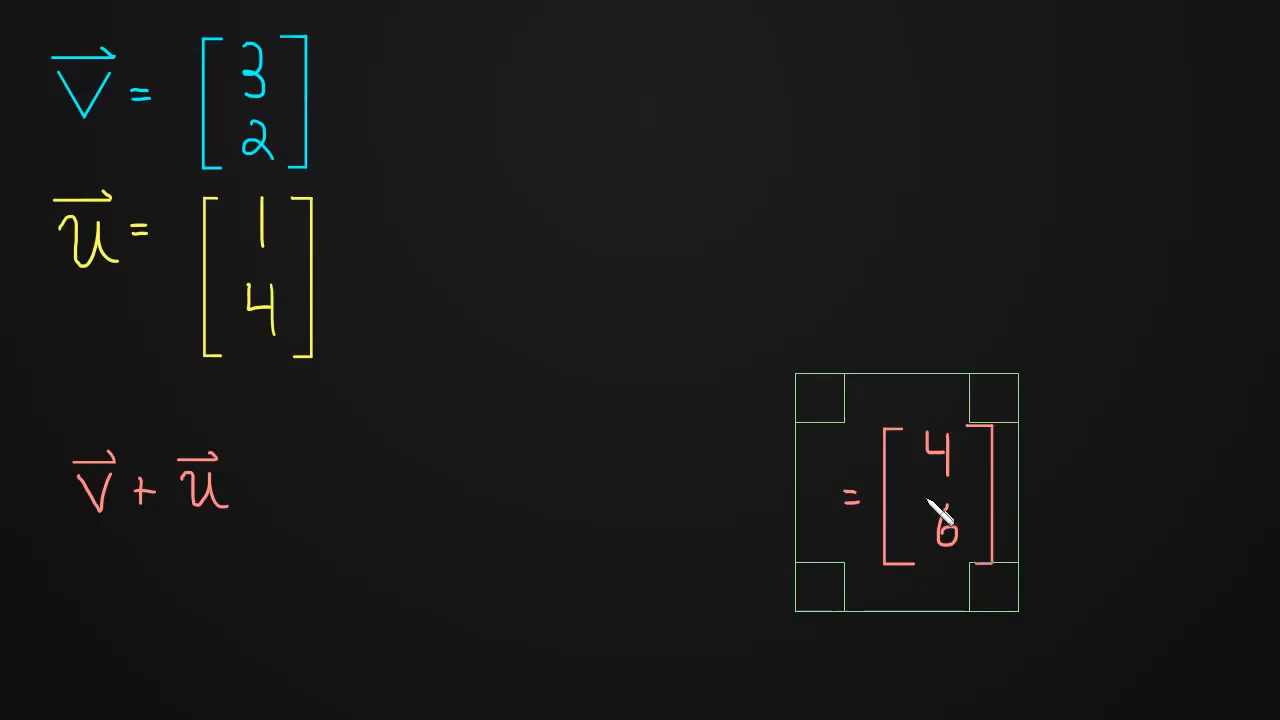 v⃗ = [3
2]
u⃗ = [1
4]
v⃗ + u⃗ = [4
6]